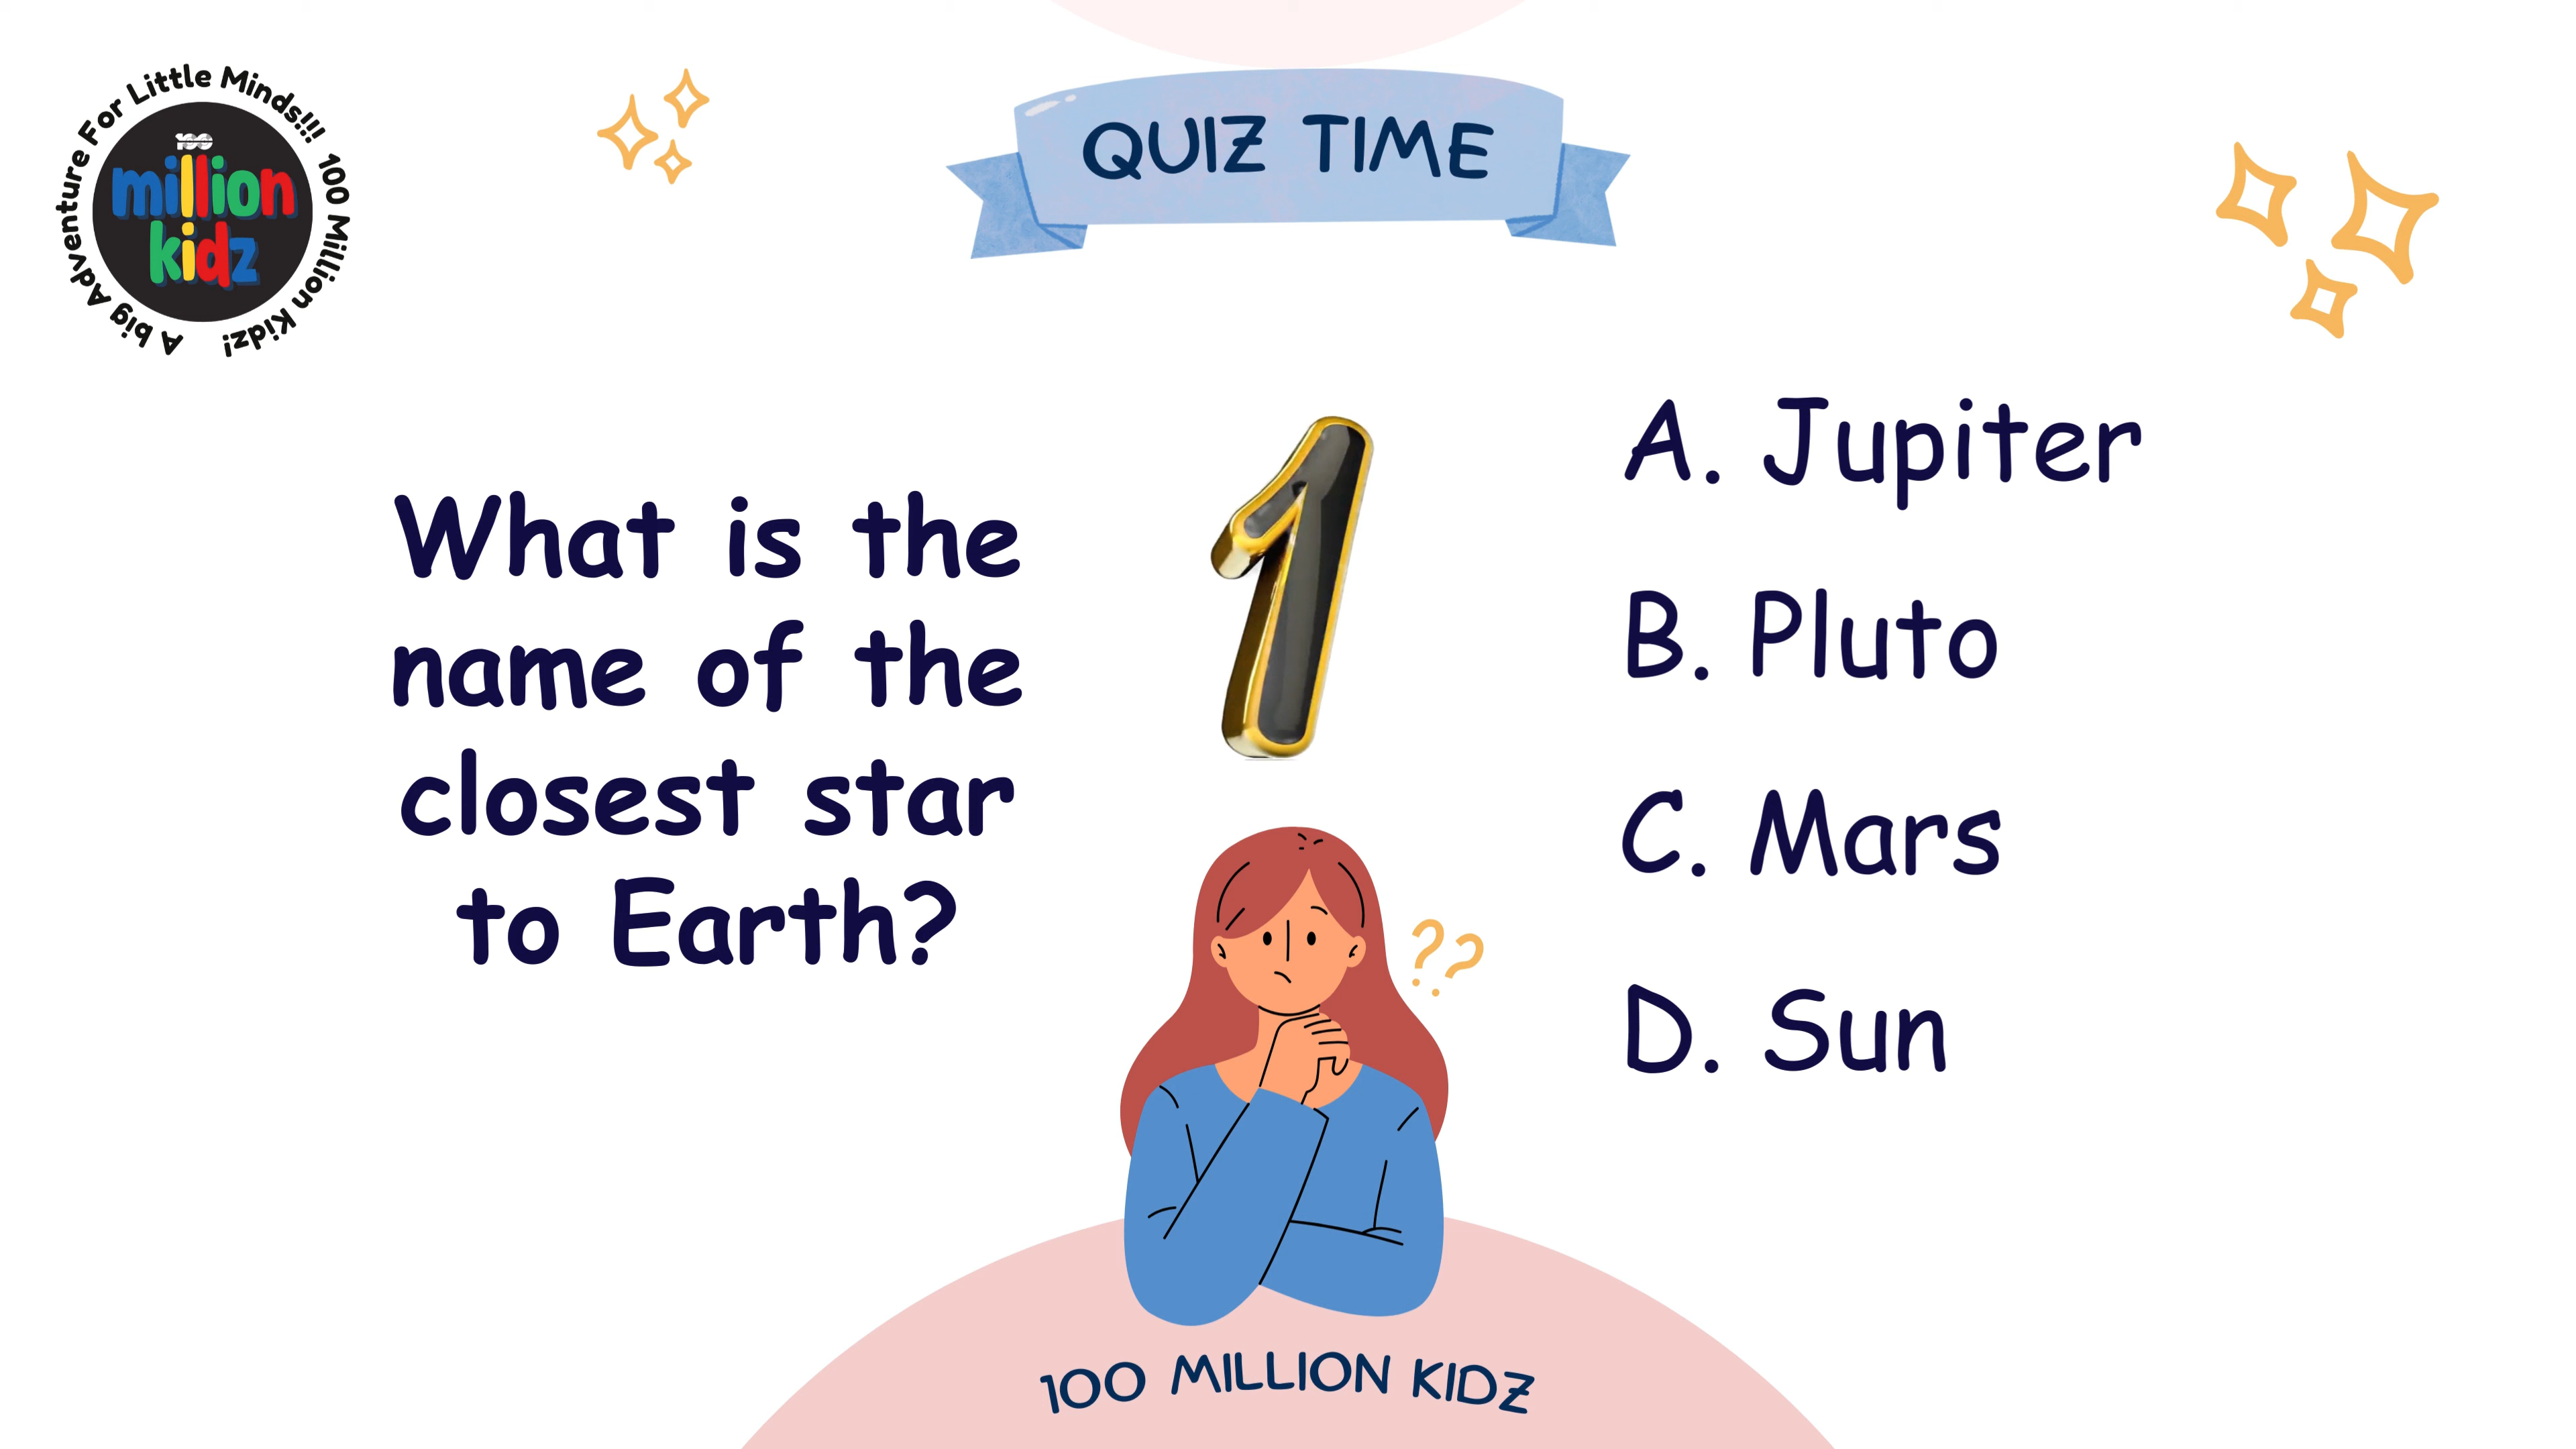 A big Adventure For Little Minds!!! 100 Million Kidz!
100
million
kidz
QUIZ TIME
What is the
name of the
closest star
to Earth?
1
A. Jupiter
B. Pluto
C. Mars
D. Sun
??
100 MILLION KIDZ